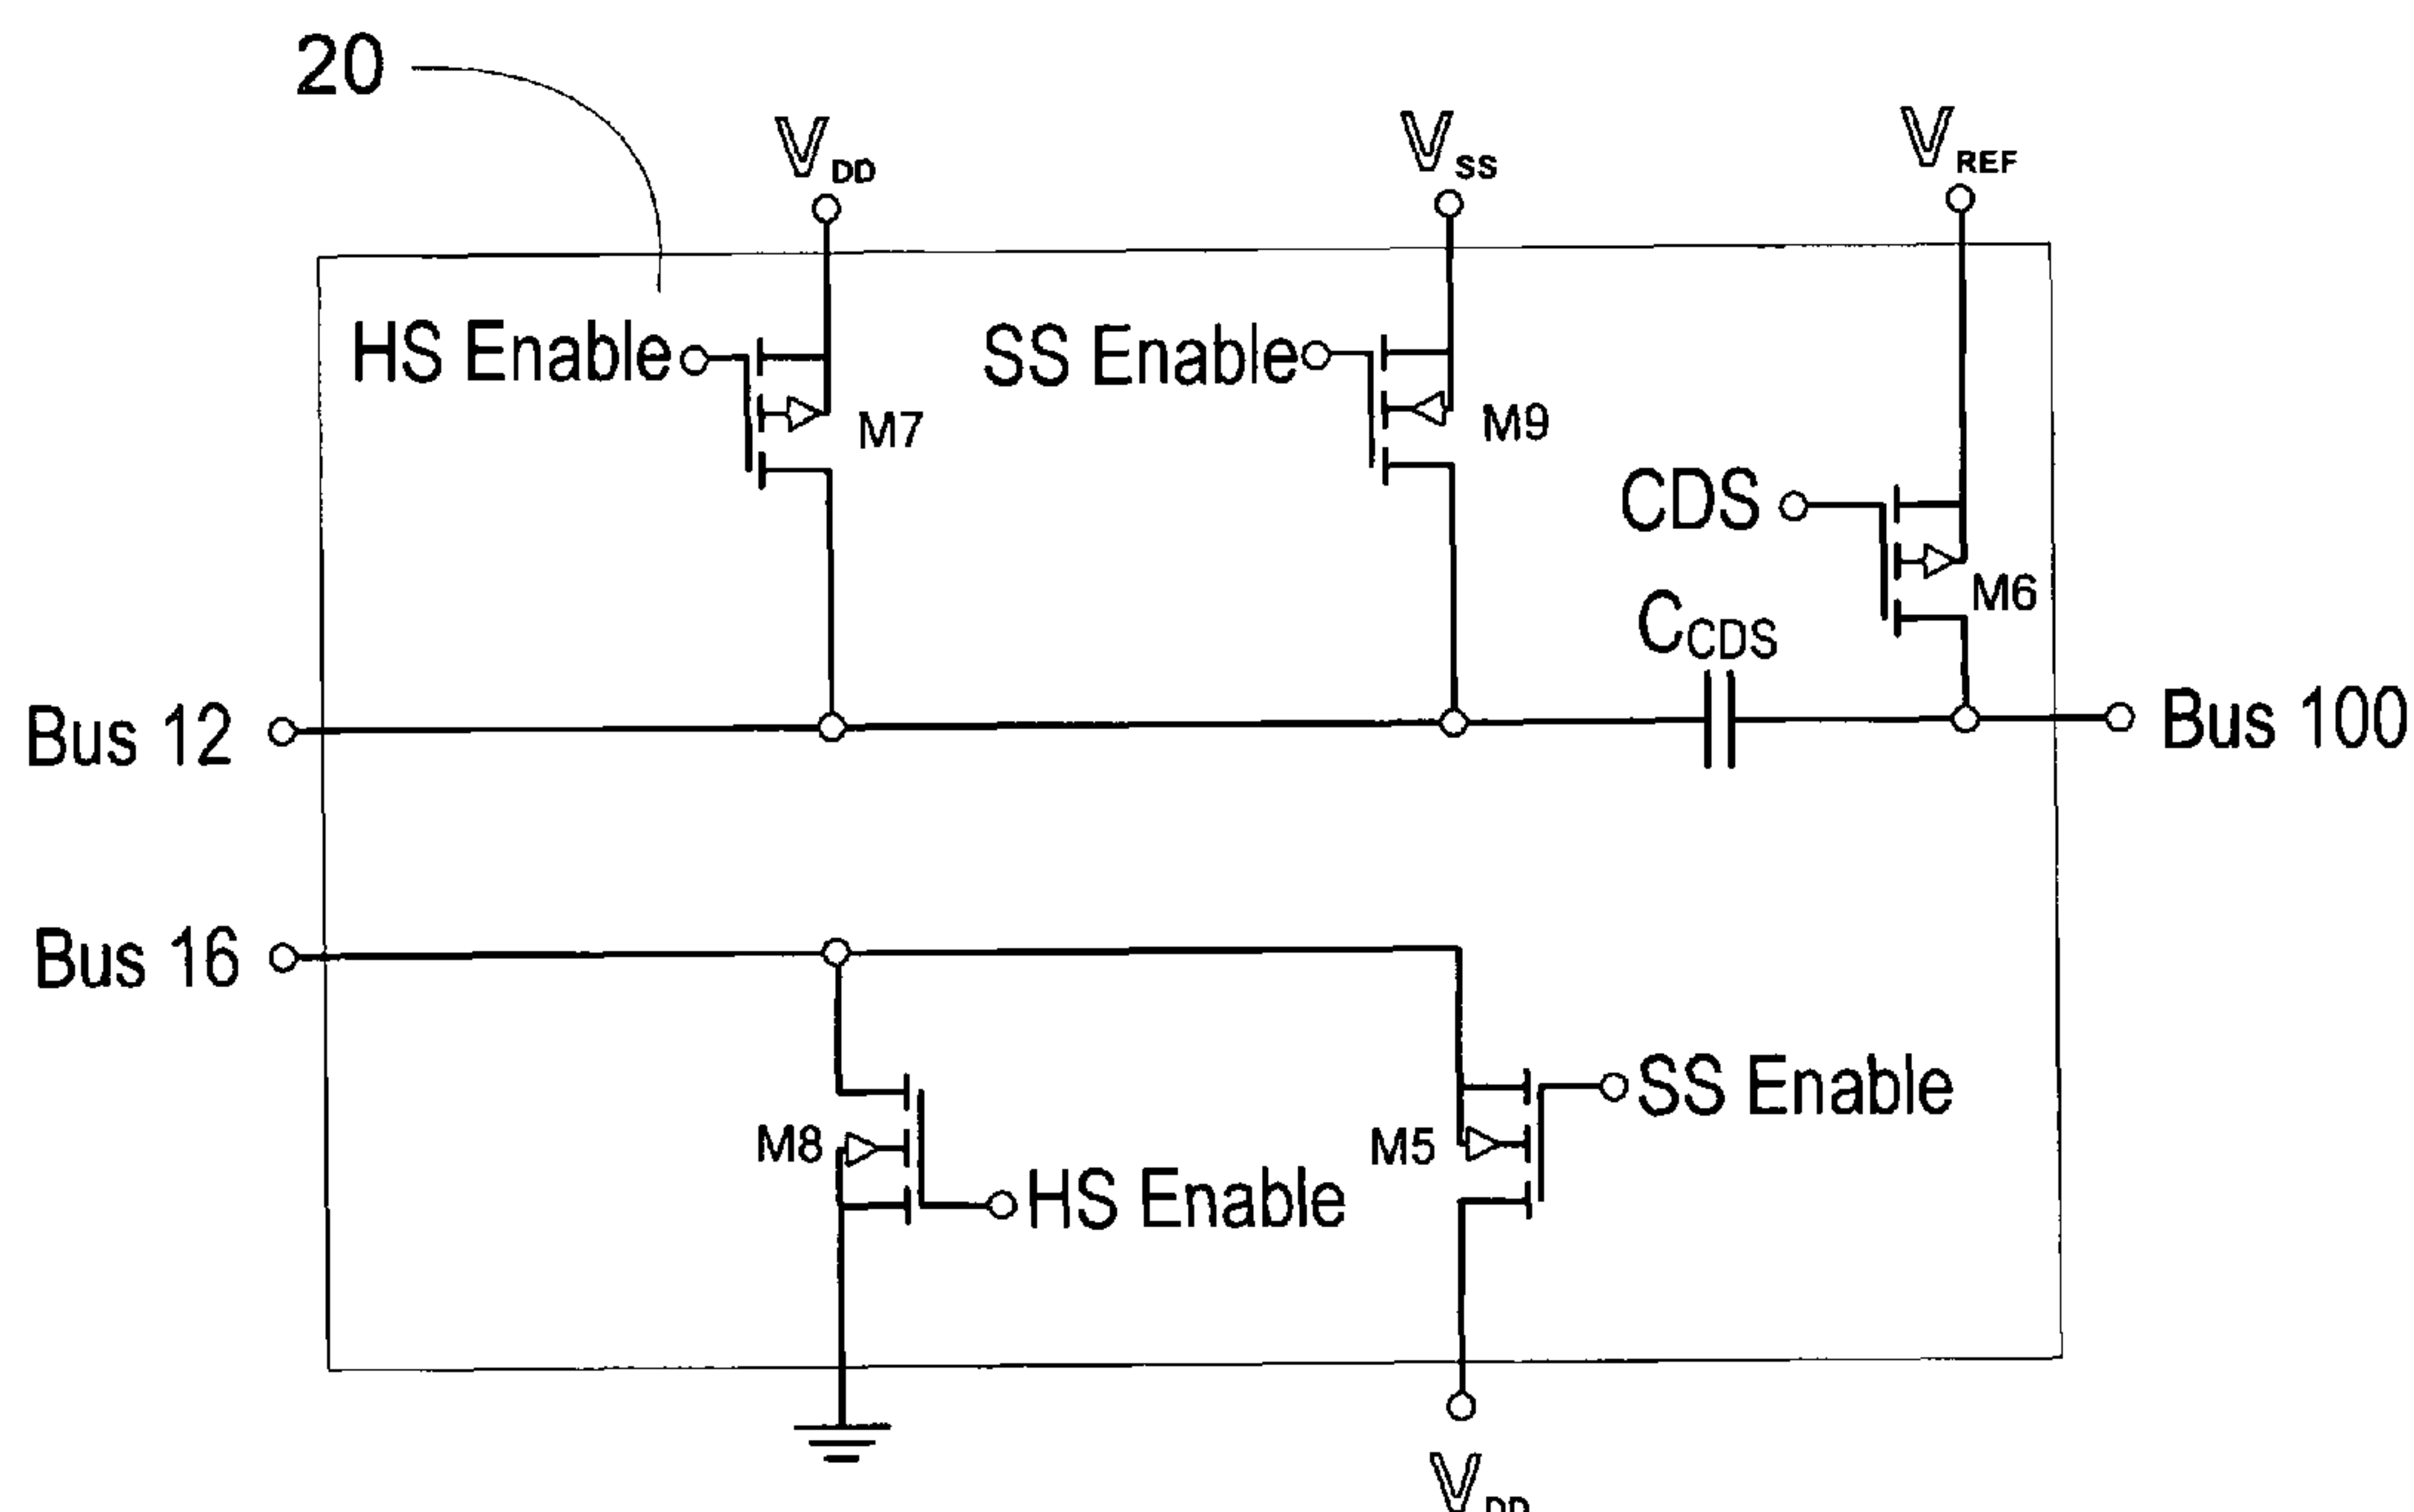 20
VDD
VSS
VREF
HS Enable
SS Enable
M7
M9
CDS
M6
CCDS
Bus 12
Bus 100
Bus 16
SS Enable
M8
M5
HS Enable
VDD